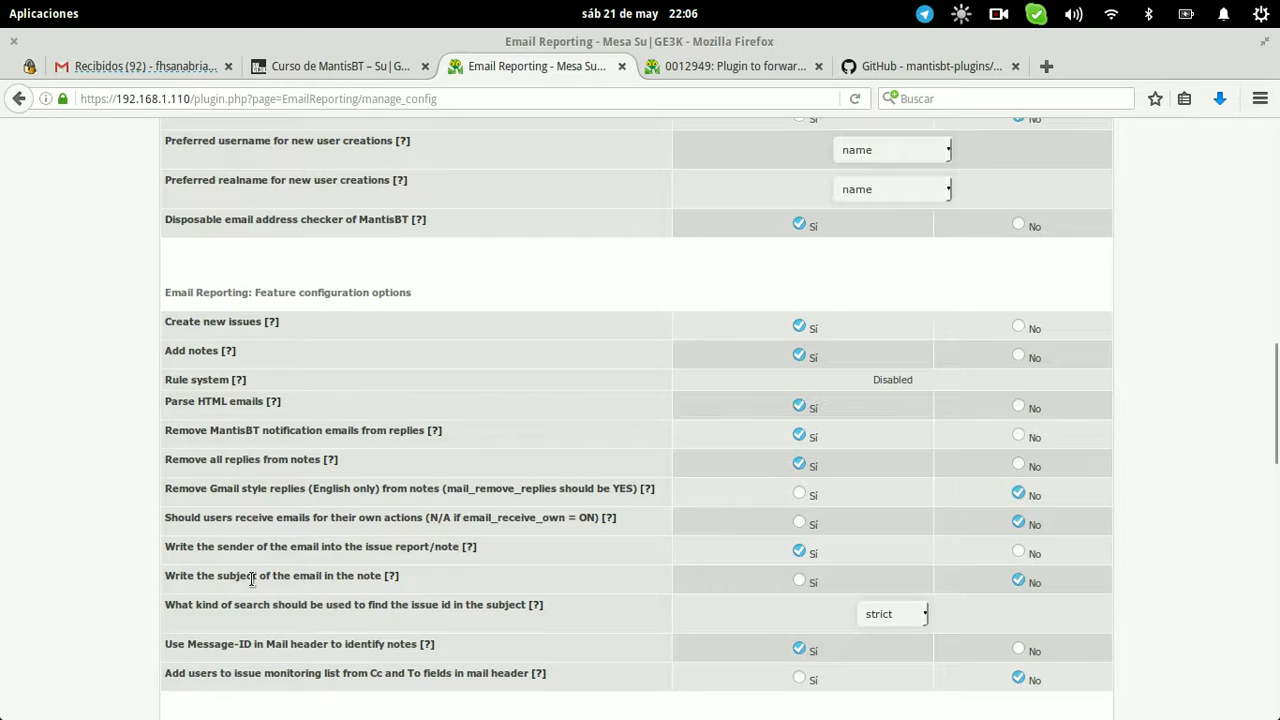 Aplicaciones
sáb 21 de may 22:06
Email Reporting - Mesa Su|GE3K - Mozilla Firefox
Recibidos (92) - fhsanabria...
Curso de MantisBT – Su|G...
Email Reporting - Mesa Su...
0012949: Plugin to forwar...
GitHub - mantisbt-plugins/...
https://192.168.1.110/plugin.php?page=EmailReporting/manage_config
Buscar
Sí No
Preferred username for new user creations [?] name
Preferred realname for new user creations [?] name
Disposable email address checker of MantisBT [?] Sí No
Email Reporting: Feature configuration options
Create new issues [?] Sí No
Add notes [?] Sí No
Rule system [?] Disabled
Parse HTML emails [?] Sí No
Remove MantisBT notification emails from replies [?] Sí No
Remove all replies from notes [?] Sí No
Remove Gmail style replies (English only) from notes (mail_remove_replies should be YES) [?] Sí No
Should users receive emails for their own actions (N/A if email_receive_own = ON) [?] Sí No
Write the sender of the email into the issue report/note [?] Sí No
Write the subject of the email in the note [?] Sí No
What kind of search should be used to find the issue id in the subject [?] strict
Use Message-ID in Mail header to identify notes [?] Sí No
Add users to issue monitoring list from Cc and To fields in mail header [?] Sí No